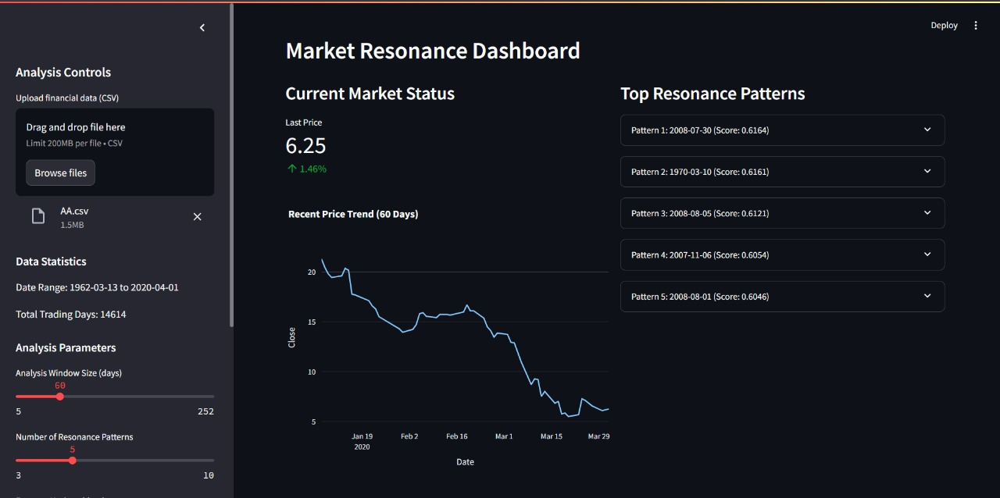 Deploy
Analysis Controls
Upload financial data (CSV)
Drag and drop file here
Limit 200MB per file • CSV
Browse files
AA.csv
1.5MB
Data Statistics
Date Range: 1962-03-13 to 2020-04-01
Total Trading Days: 14614
Analysis Parameters
Analysis Window Size (days)
60
5 252
Number of Resonance Patterns
5
3 10
Market Resonance Dashboard
Current Market Status
Last Price
6.25
↑ 1.46%
Recent Price Trend (60 Days)
20
15
10
5
Close
Jan 19 Feb 2 Feb 16 Mar 1 Mar 15 Mar 29
2020
Date
Top Resonance Patterns
Pattern 1: 2008-07-30 (Score: 0.6164)
Pattern 2: 1970-03-10 (Score: 0.6161)
Pattern 3: 2008-08-05 (Score: 0.6121)
Pattern 4: 2007-11-06 (Score: 0.6054)
Pattern 5: 2008-08-01 (Score: 0.6046)